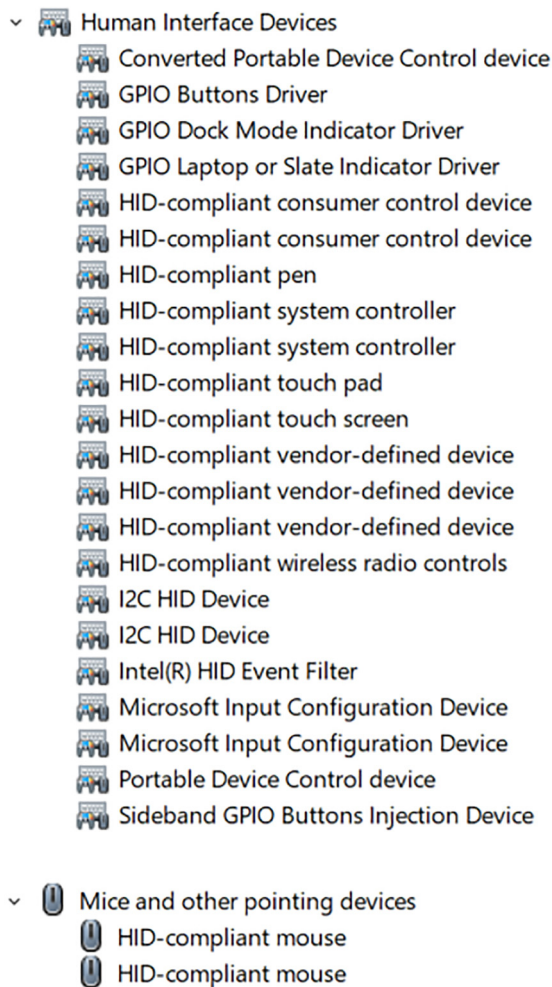 Human Interface Devices
Converted Portable Device Control device
GPIO Buttons Driver
GPIO Dock Mode Indicator Driver
GPIO Laptop or Slate Indicator Driver
HID-compliant consumer control device
HID-compliant consumer control device
HID-compliant pen
HID-compliant system controller
HID-compliant system controller
HID-compliant touch pad
HID-compliant touch screen
HID-compliant vendor-defined device
HID-compliant vendor-defined device
HID-compliant vendor-defined device
HID-compliant wireless radio controls
I2C HID Device
I2C HID Device
Intel(R) HID Event Filter
Microsoft Input Configuration Device
Microsoft Input Configuration Device
Portable Device Control device
Sideband GPIO Buttons Injection Device
Mice and other pointing devices
HID-compliant mouse
HID-compliant mouse